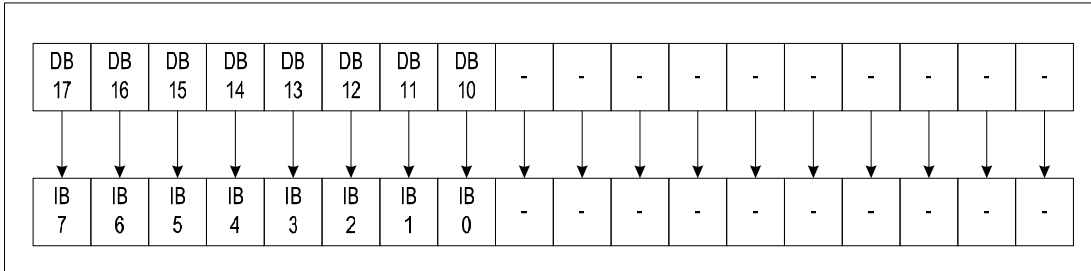 DB DB DB DB DB DB DB DB - - - - - - - - - -
17 16 15 14 13 12 11 10
IB IB IB IB IB IB IB IB - - - - - - - - - -
7 6 5 4 3 2 1 0